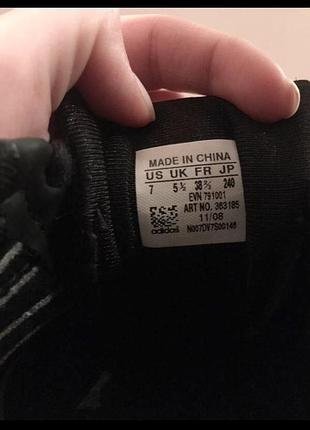 MADE IN CHINA
US UK FR JP
7 5½ 38⅔ 240
EVN 791001
ART NO. 363185
11/08
adidas N007DY7S00146